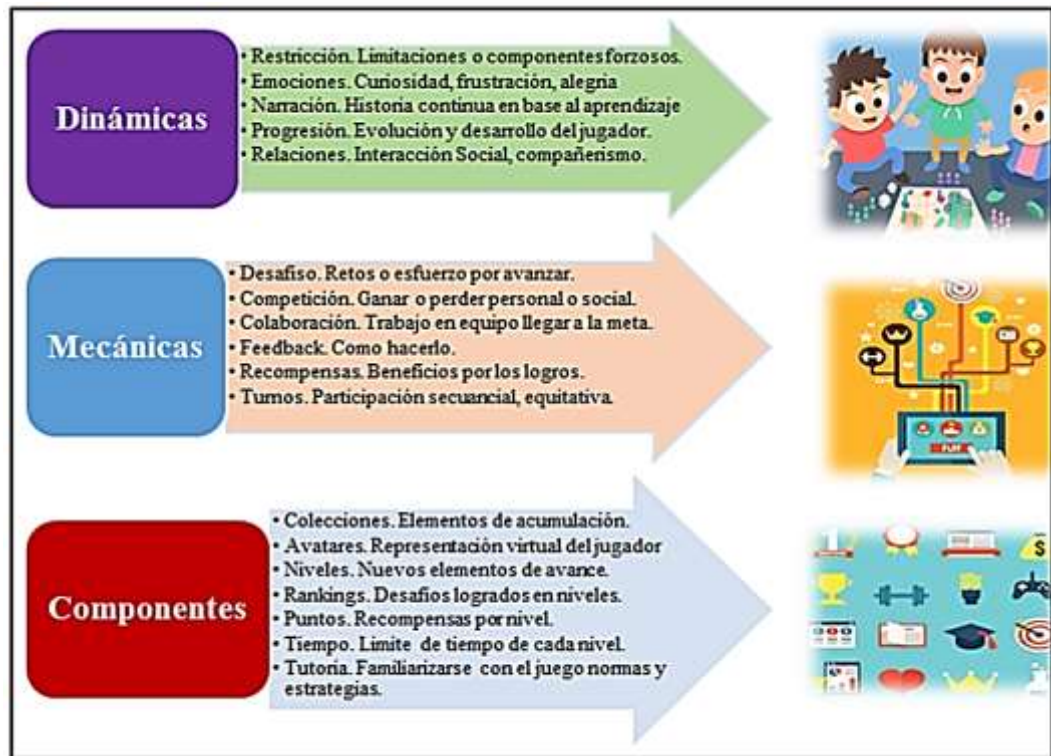 Dinámicas
• Restricción. Limitaciones o componentes forzosos.
• Emociones. Curiosidad, frustración, alegria
• Narración. Historia continua en base al aprendizaje
• Progresión. Evolución y desarrollo del jugador.
• Relaciones. Interacción Social, compañerismo.
Mecánicas
• Desafiso. Retos o esfuerzo por avanzar.
• Competición. Ganar o perder personal o social.
• Colaboración. Trabajo en equipo llegar a la meta.
• Feedback. Como hacerlo.
• Recompensas. Beneficios por los logros.
• Turnos. Participación secuancial, equitativa.
Componentes
• Colecciones. Elementos de acumulación.
• Avatares. Representación virtual del jugador
• Niveles. Nuevos elementos de avance.
• Rankings. Desafíos logrados en niveles.
• Puntos. Recompensas por nivel.
• Tiempo. Limite de tiempo de cada nivel.
• Tutoria. Familiarizarse con el juego normas y
estrategias.